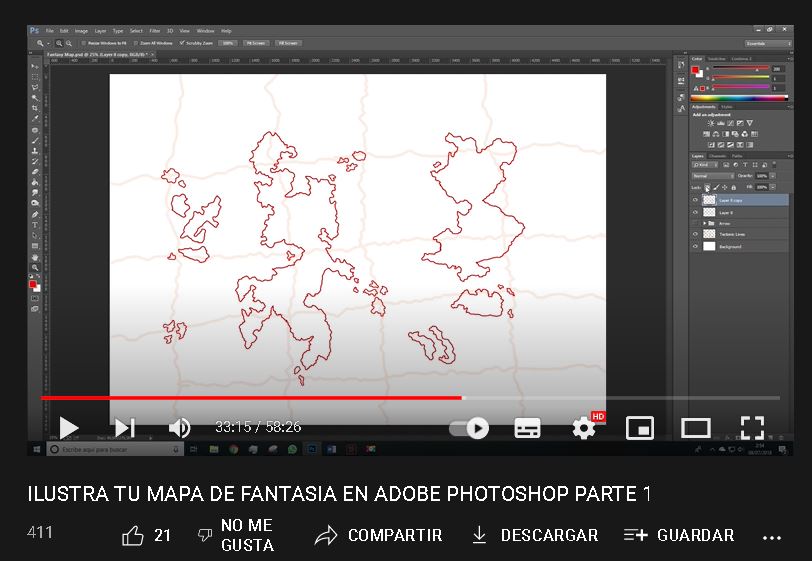 Ps File Edit Image Layer Type Select Filter 3D View Window Help
Resize Windows to Fit Zoom All Windows Scrubby Zoom 100% Fit Screen Fill Screen
Essentials
Fantasy Map.psd @ 25% (Layer 8 copy, RGB/8) *
Color Swatches
Adjustments Styles
Add an adjustment
Layers Channels Paths
Kind
Normal Opacity: 100%
Lock: Fill: 100%
Layer 8 copy
Layer 8
Tectonic Lines
Background
HD
33:15 / 58:26
Escribe aquí para buscar
ILUSTRA TU MAPA DE FANTASIA EN ADOBE PHOTOSHOP PARTE 1
411 21 NO ME GUSTA COMPARTIR DESCARGAR GUARDAR